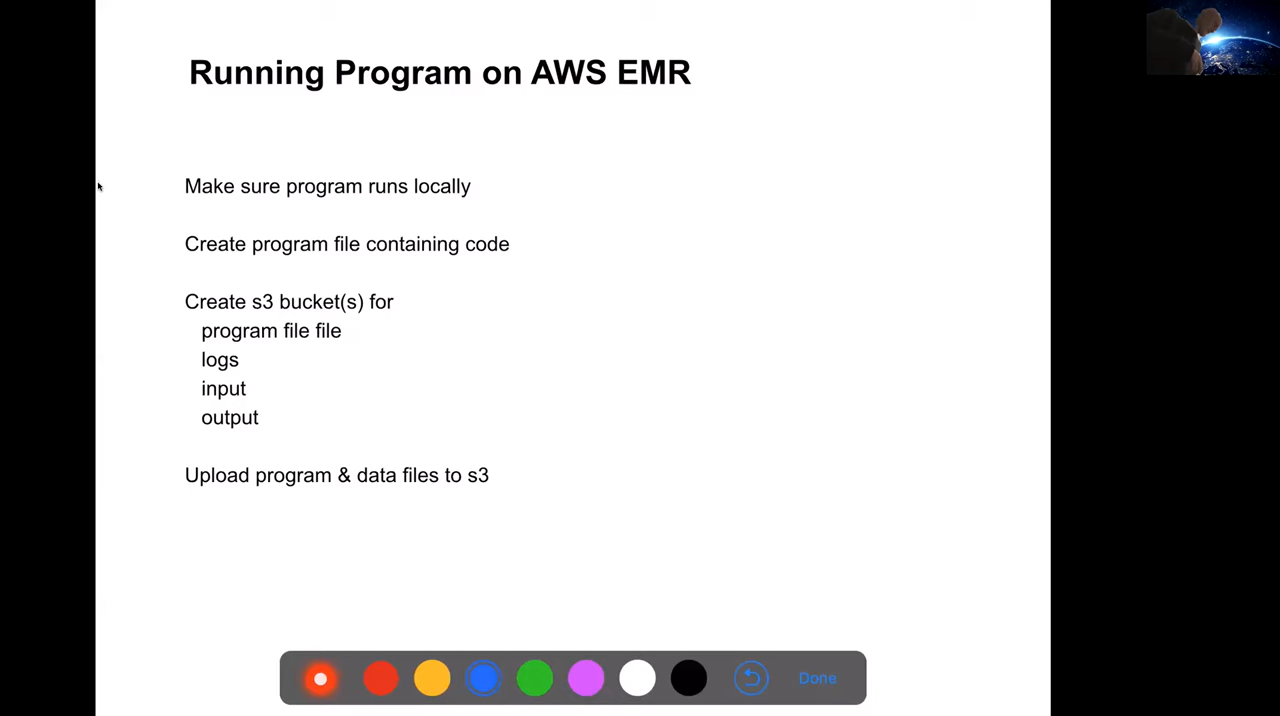 Running Program on AWS EMR
Make sure program runs locally
Create program file containing code
Create s3 bucket(s) for
program file file
logs
input
output
Upload program & data files to s3
Done